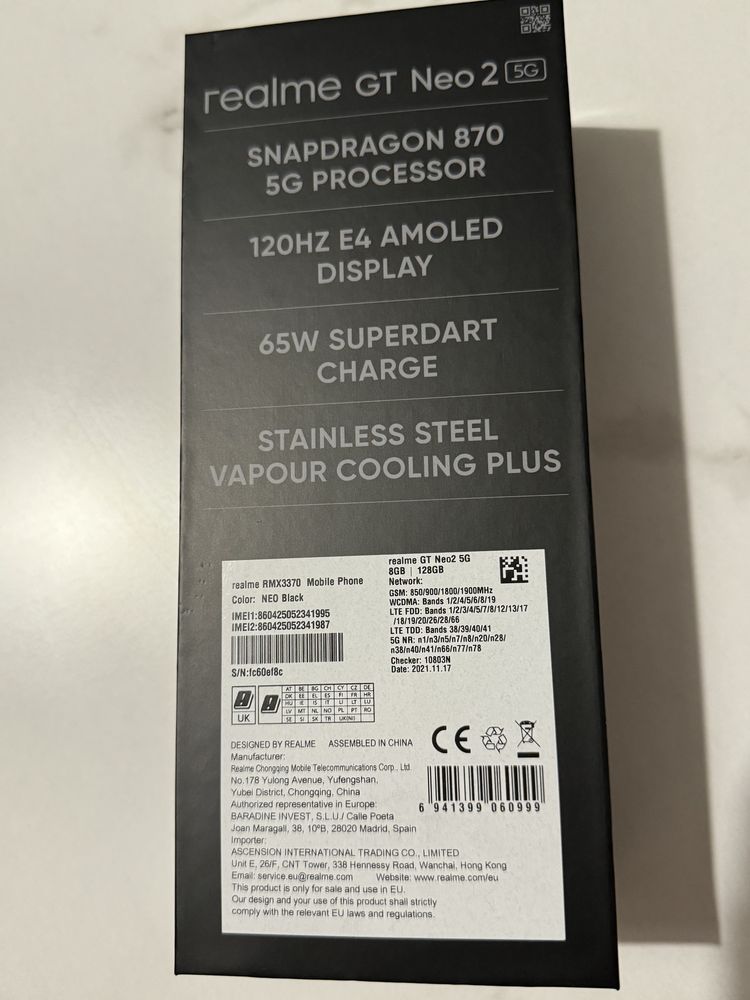 realme GT Neo 2 5G
SNAPDRAGON 870
5G PROCESSOR
120HZ E4 AMOLED
DISPLAY
65W SUPERDART
CHARGE
STAINLESS STEEL
VAPOUR COOLING PLUS
realme RMX3370 Mobile Phone
Color: NEO Black
IMEI1:860425052341995
IMEI2:860425052341987
S/N:fc60ef8c
realme GT Neo2 5G
8GB | 128GB
Network:
GSM: 850/900/1800/1900MHz
WCDMA: Bands 1/2/4/5/6/8/19
LTE FDD: Bands 1/2/3/4/5/7/8/12/13/17
/18/19/20/26/28/66
LTE TDD: Bands 38/39/40/41
5G NR: n1/n3/n5/n7/n8/n20/n28/
n38/n40/n41/n66/n77/n78
Checker: 10803N
Date: 2021.11.17
UK
AT BE BG CH CY CZ DE
DK EE EL ES FI FR HR
HU IE IS IT LI LT LU
LV MT NL NO PL PT RO
SE SI SK TR UK(NI)
DESIGNED BY REALME ASSEMBLED IN CHINA
Manufacturer:
Realme Chongqing Mobile Telecommunications Corp., Ltd.
No.178 Yulong Avenue, Yufengshan,
Yubei District, Chongqing, China
Authorized representative in Europe:
BARADINE INVEST, S.L.U./ Calle Poeta
Joan Maragall, 38, 10ºB, 28020 Madrid, Spain
Importer:
ASCENSION INTERNATIONAL TRADING CO., LIMITED
Unit E, 26/F, CNT Tower, 338 Hennessy Road, Wanchai, Hong Kong
Email: service.eu@realme.com Website: www.realme.com/eu
This product is only for sale and use in EU.
Our design and your use of this product shall strictly
comply with the relevant EU laws and regulations.
CE
6 941399 060999